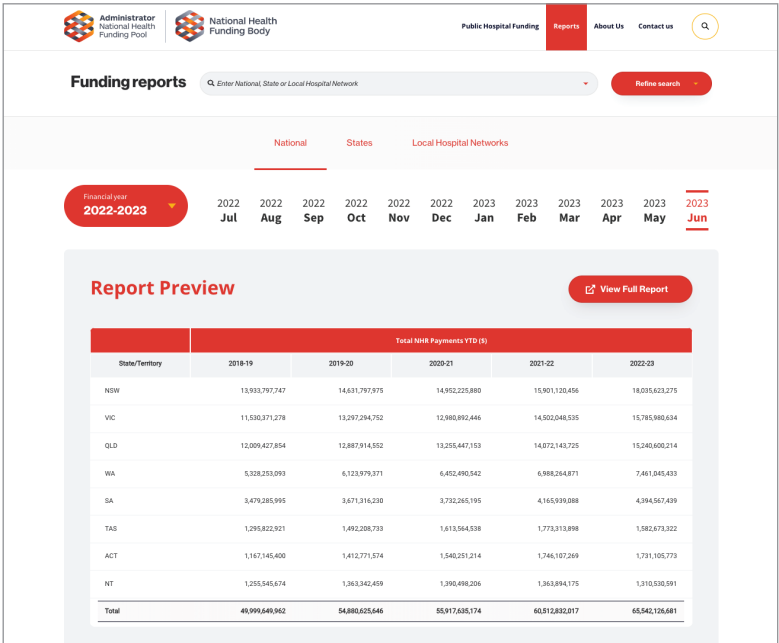 Administrator
National Health
Funding Pool
National Health
Funding Body
Public Hospital Funding Reports About Us Contact us
Funding reports
Enter National, State or Local Hospital Network
Refine search
National States Local Hospital Networks
Financial year
2022-2023
2022 2022 2022 2022 2022 2022 2023 2023 2023 2023 2023 2023
Jul Aug Sep Oct Nov Dec Jan Feb Mar Apr May Jun
Report Preview
View Full Report
Total NHR Payments YTD ($)
State/Territory 2018-19 2019-20 2020-21 2021-22 2022-23
NSW 13,933,797,747 14,631,797,975 14,952,225,880 15,901,120,456 18,035,623,275
VIC 11,530,371,278 13,297,294,752 12,980,892,446 14,502,048,535 15,785,980,634
QLD 12,009,427,854 12,887,914,552 13,255,447,153 14,072,143,725 15,240,600,214
WA 5,328,253,093 6,123,979,371 6,452,490,542 6,988,264,871 7,461,045,433
SA 3,479,285,995 3,671,316,230 3,732,265,195 4,165,939,088 4,394,567,439
TAS 1,295,822,921 1,492,208,733 1,613,564,538 1,773,313,898 1,582,673,322
ACT 1,167,145,400 1,412,771,574 1,540,251,214 1,746,107,269 1,731,105,773
NT 1,255,545,674 1,363,342,459 1,390,498,206 1,363,894,175 1,310,530,591
Total 49,999,649,962 54,880,625,646 55,917,635,174 60,512,832,017 65,542,126,681